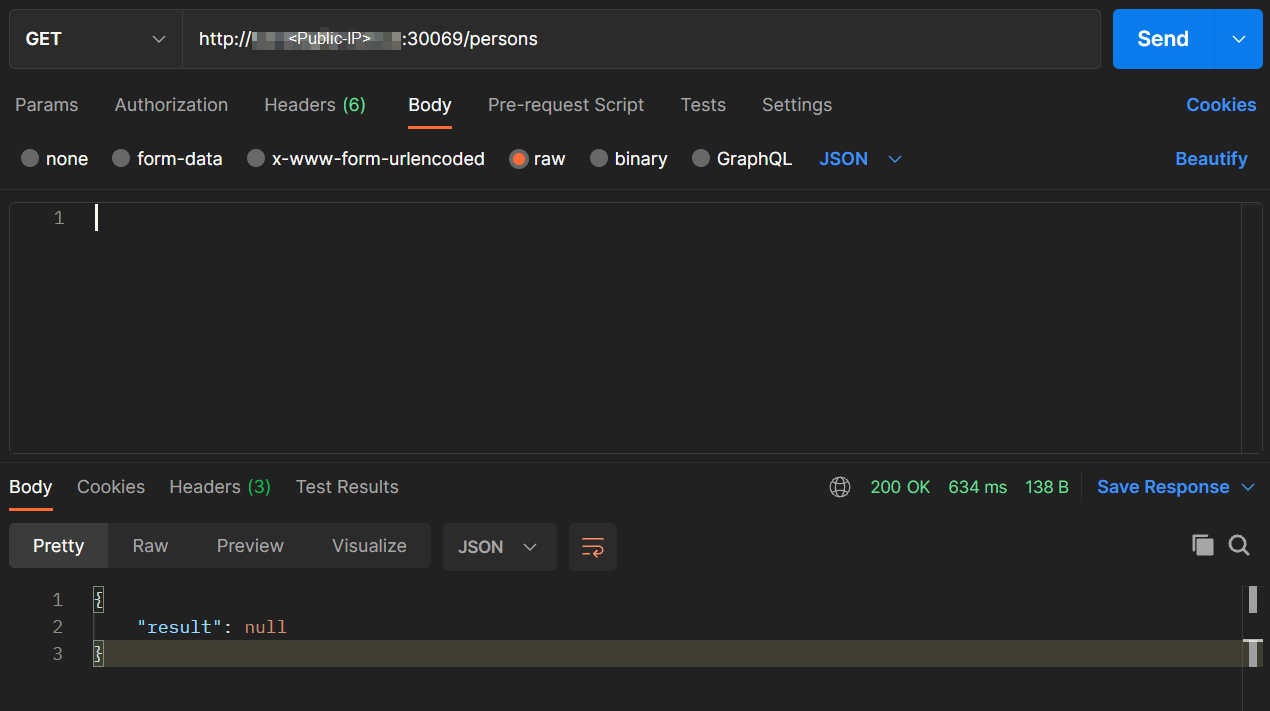 GET http://<Public-IP>:30069/persons Send
Params Authorization Headers (6) Body Pre-request Script Tests Settings Cookies
none form-data x-www-form-urlencoded raw binary GraphQL JSON Beautify
1
Body Cookies Headers (3) Test Results 200 OK 634 ms 138 B Save Response
Pretty Raw Preview Visualize JSON
1 {
2 "result": null
3 }